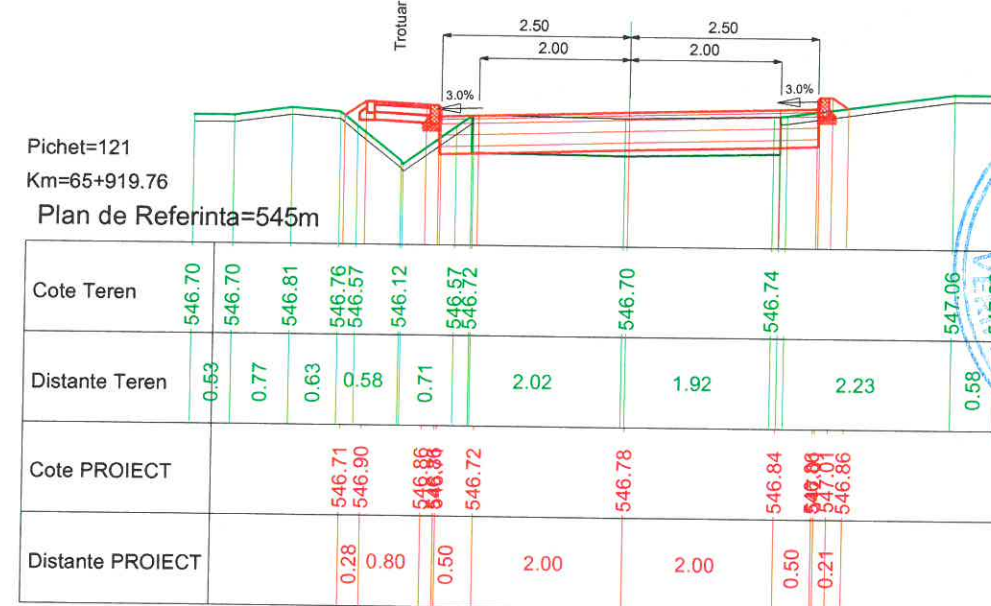 Trotuar
2.50 2.50
2.00 2.00
3.0% 3.0%
Pichet=121
Km=65+919.76
Plan de Referinta=545m
Cote Teren 546.70 546.70 546.81 546.76 546.57 546.12 546.57 546.72 546.70 546.74 547.06
Distante Teren 0.53 0.77 0.63 0.58 0.71 2.02 1.92 2.23 0.58
Cote PROIECT 546.71 546.90 546.86 546.72 546.78 546.84 547.01 546.86
Distante PROIECT 0.28 0.80 0.50 2.00 2.00 0.50 0.21